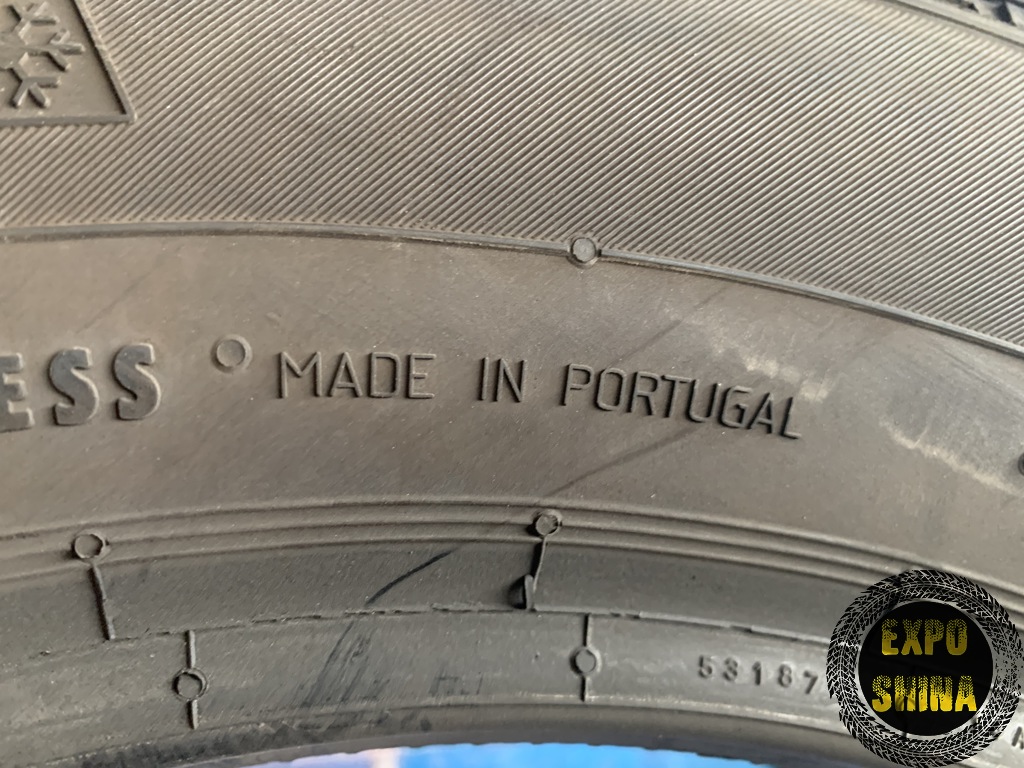 ESS ° MADE IN PORTUGAL
53187
EXPO
SHINA